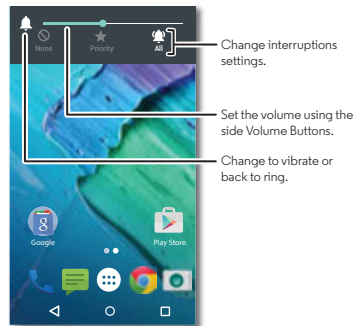 None
Priority
All
Change interruptions
settings.
Set the volume using the
side Volume Buttons.
Change to vibrate or
back to ring.
8
Google
Play Store